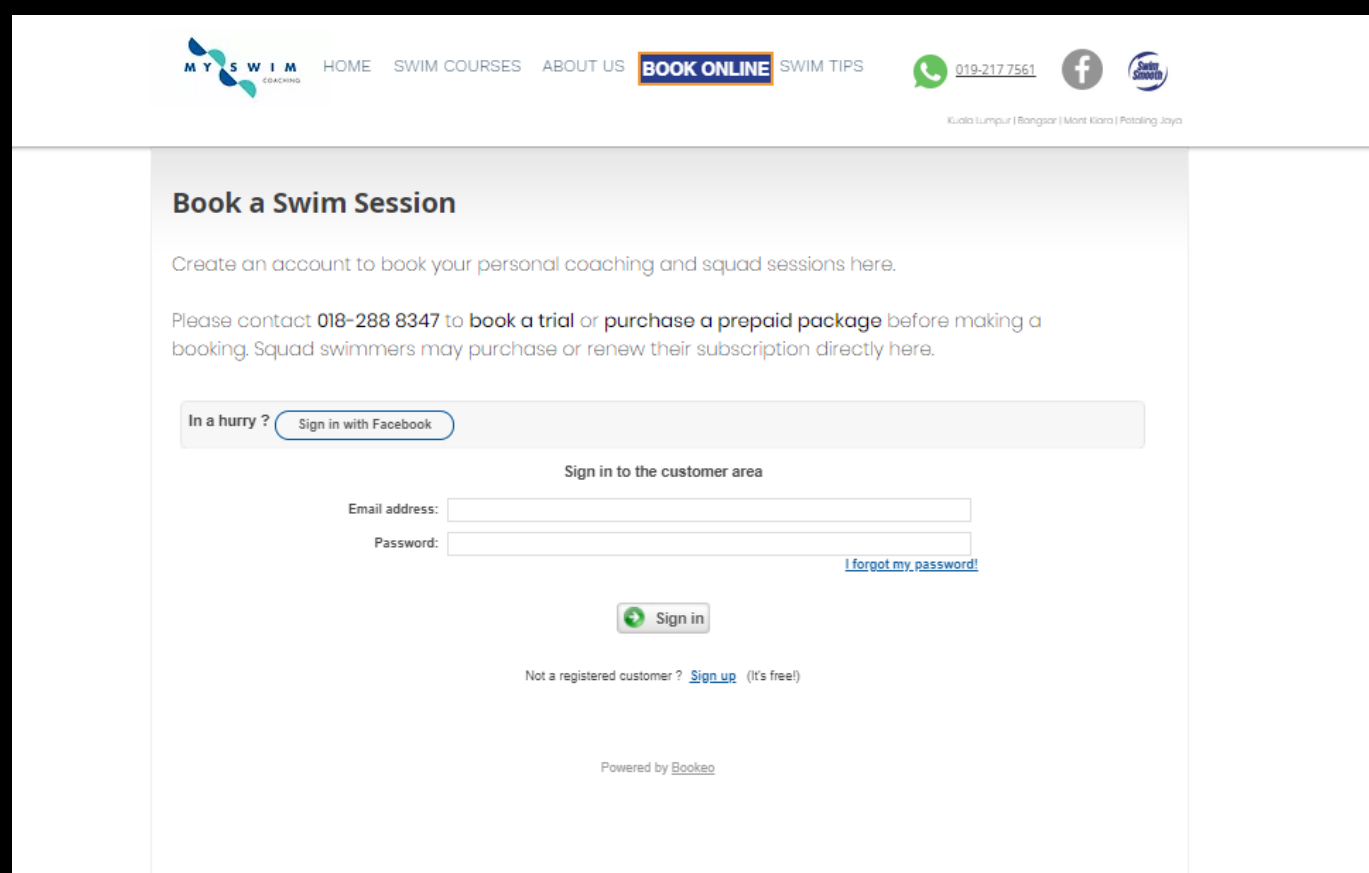 MY SWIM
COACHING
HOME SWIM COURSES ABOUT US BOOK ONLINE SWIM TIPS
019-217 7561
Swim Smooth
Kuala Lumpur | Bangsar | Mont Kiara | Petaling Jaya
Book a Swim Session
Create an account to book your personal coaching and squad sessions here.
Please contact 018-288 8347 to book a trial or purchase a prepaid package before making a
booking. Squad swimmers may purchase or renew their subscription directly here.
In a hurry ? Sign in with Facebook
Sign in to the customer area
Email address:
Password:
I forgot my password!
Sign in
Not a registered customer ? Sign up (It's free!)
Powered by Bookeo